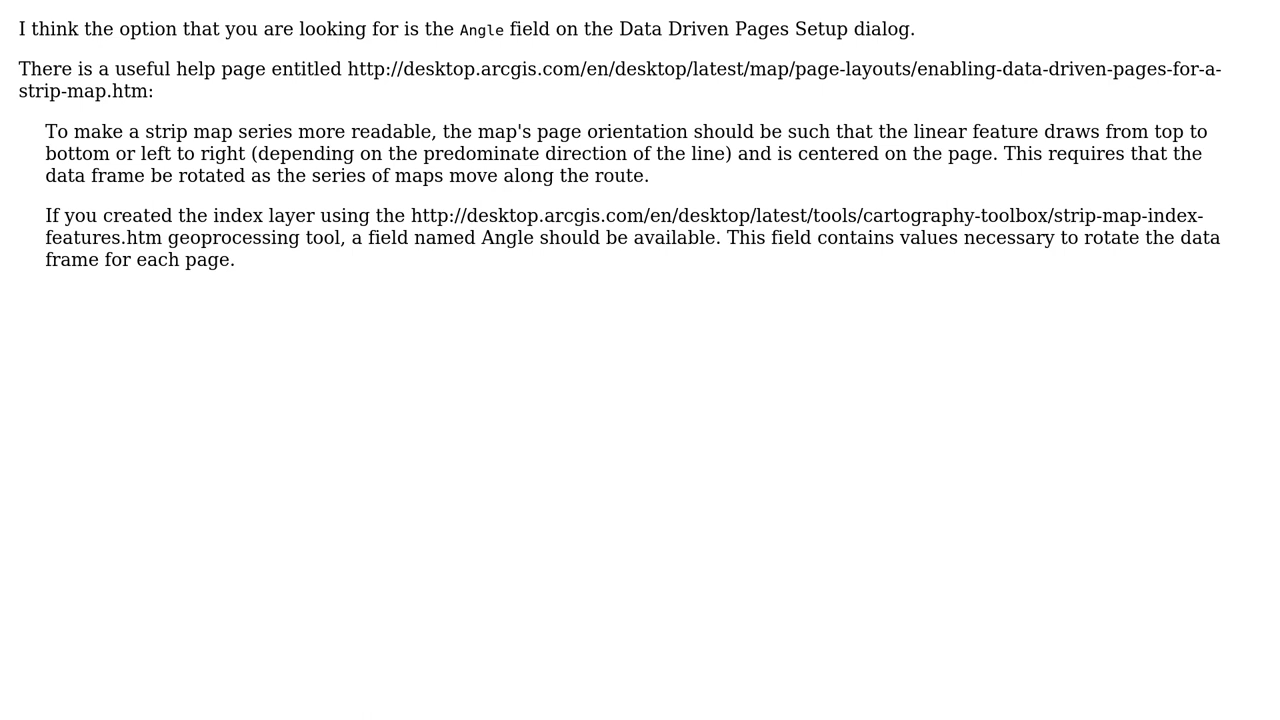 I think the option that you are looking for is the Angle field on the Data Driven Pages Setup dialog.
There is a useful help page entitled http://desktop.arcgis.com/en/desktop/latest/map/page-layouts/enabling-data-driven-pages-for-a-
strip-map.htm:
To make a strip map series more readable, the map's page orientation should be such that the linear feature draws from top to
bottom or left to right (depending on the predominate direction of the line) and is centered on the page. This requires that the
data frame be rotated as the series of maps move along the route.
If you created the index layer using the http://desktop.arcgis.com/en/desktop/latest/tools/cartography-toolbox/strip-map-index-
features.htm geoprocessing tool, a field named Angle should be available. This field contains values necessary to rotate the data
frame for each page.